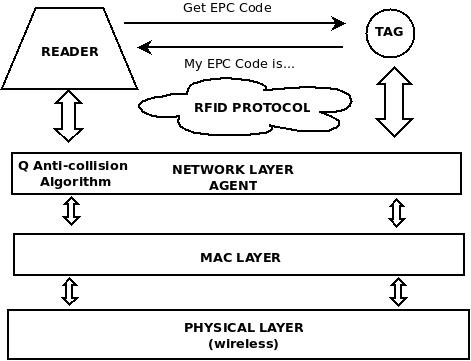 Get EPC Code
READER
TAG
My EPC Code is...
RFID PROTOCOL
Q Anti-collision
Algorithm
NETWORK LAYER
AGENT
MAC LAYER
PHYSICAL LAYER
(wireless)